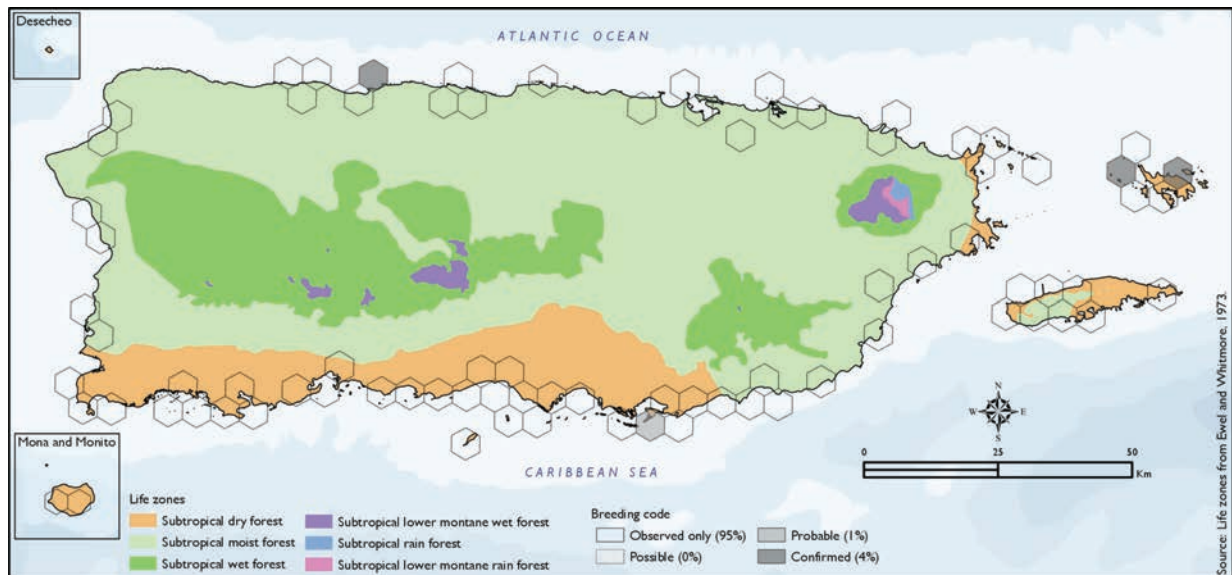 Desecheo
ATLANTIC OCEAN
N
W E
S
Mona and Monito
CARIBBEAN SEA
0 25 50
Km
Life zones
Subtropical dry forest
Subtropical moist forest
Subtropical wet forest
Subtropical lower montane wet forest
Subtropical rain forest
Subtropical lower montane rain forest
Breeding code
Observed only (95%)
Possible (0%)
Probable (1%)
Confirmed (4%)
Source: Life zones from Ewel and Whitmore, 1973.